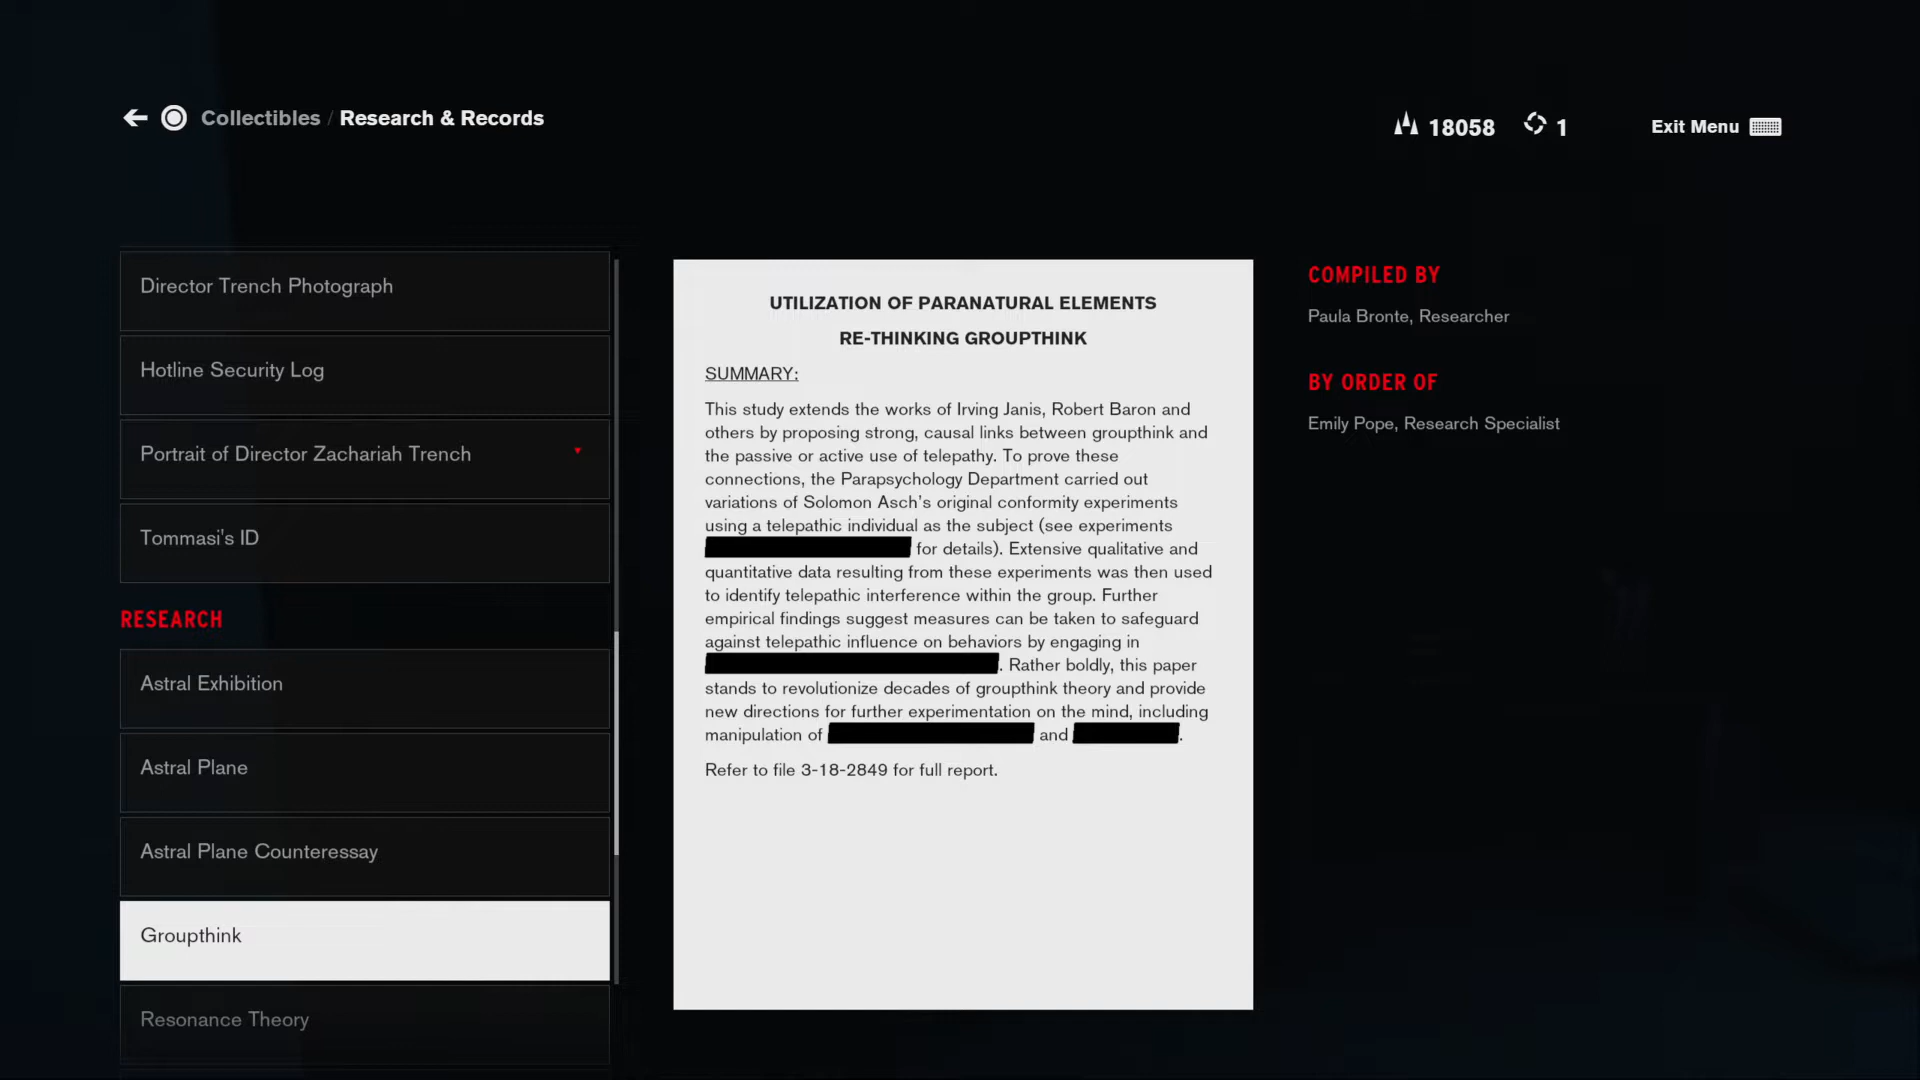 Collectibles / Research & Records
18058
1
Exit Menu
Director Trench Photograph
Hotline Security Log
Portrait of Director Zachariah Trench
Tommasi's ID
RESEARCH
Astral Exhibition
Astral Plane
Astral Plane Counteressay
Groupthink
Resonance Theory
UTILIZATION OF PARANATURAL ELEMENTS
RE-THINKING GROUPTHINK
SUMMARY:
This study extends the works of Irving Janis, Robert Baron and
others by proposing strong, causal links between groupthink and
the passive or active use of telepathy. To prove these
connections, the Parapsychology Department carried out
variations of Solomon Asch's original conformity experiments
using a telepathic individual as the subject (see experiments
for details). Extensive qualitative and
quantitative data resulting from these experiments was then used
to identify telepathic interference within the group. Further
empirical findings suggest measures can be taken to safeguard
against telepathic influence on behaviors by engaging in
. Rather boldly, this paper
stands to revolutionize decades of groupthink theory and provide
new directions for further experimentation on the mind, including
manipulation of and .
Refer to file 3-18-2849 for full report.
COMPILED BY
Paula Bronte, Researcher
BY ORDER OF
Emily Pope, Research Specialist